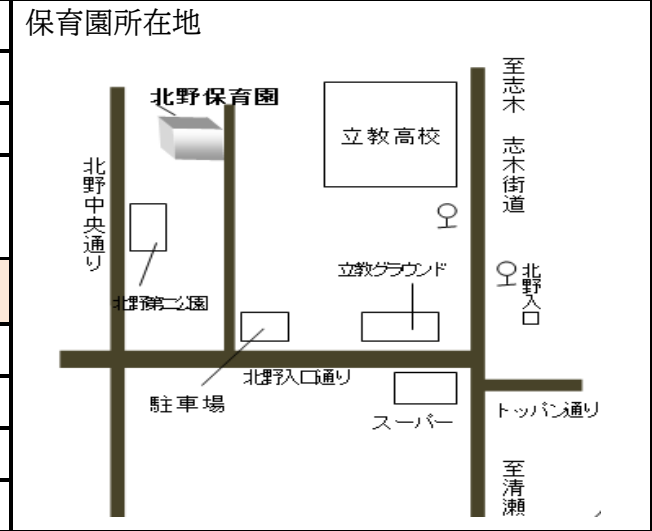 保育園所在地
北野保育園
立教高校
至志木 志木街道
北野中央通り
北野第二公園
立教グラウンド
北野入口
駐車場
北野入口通り
スーパー
トッパン通り
至清瀬